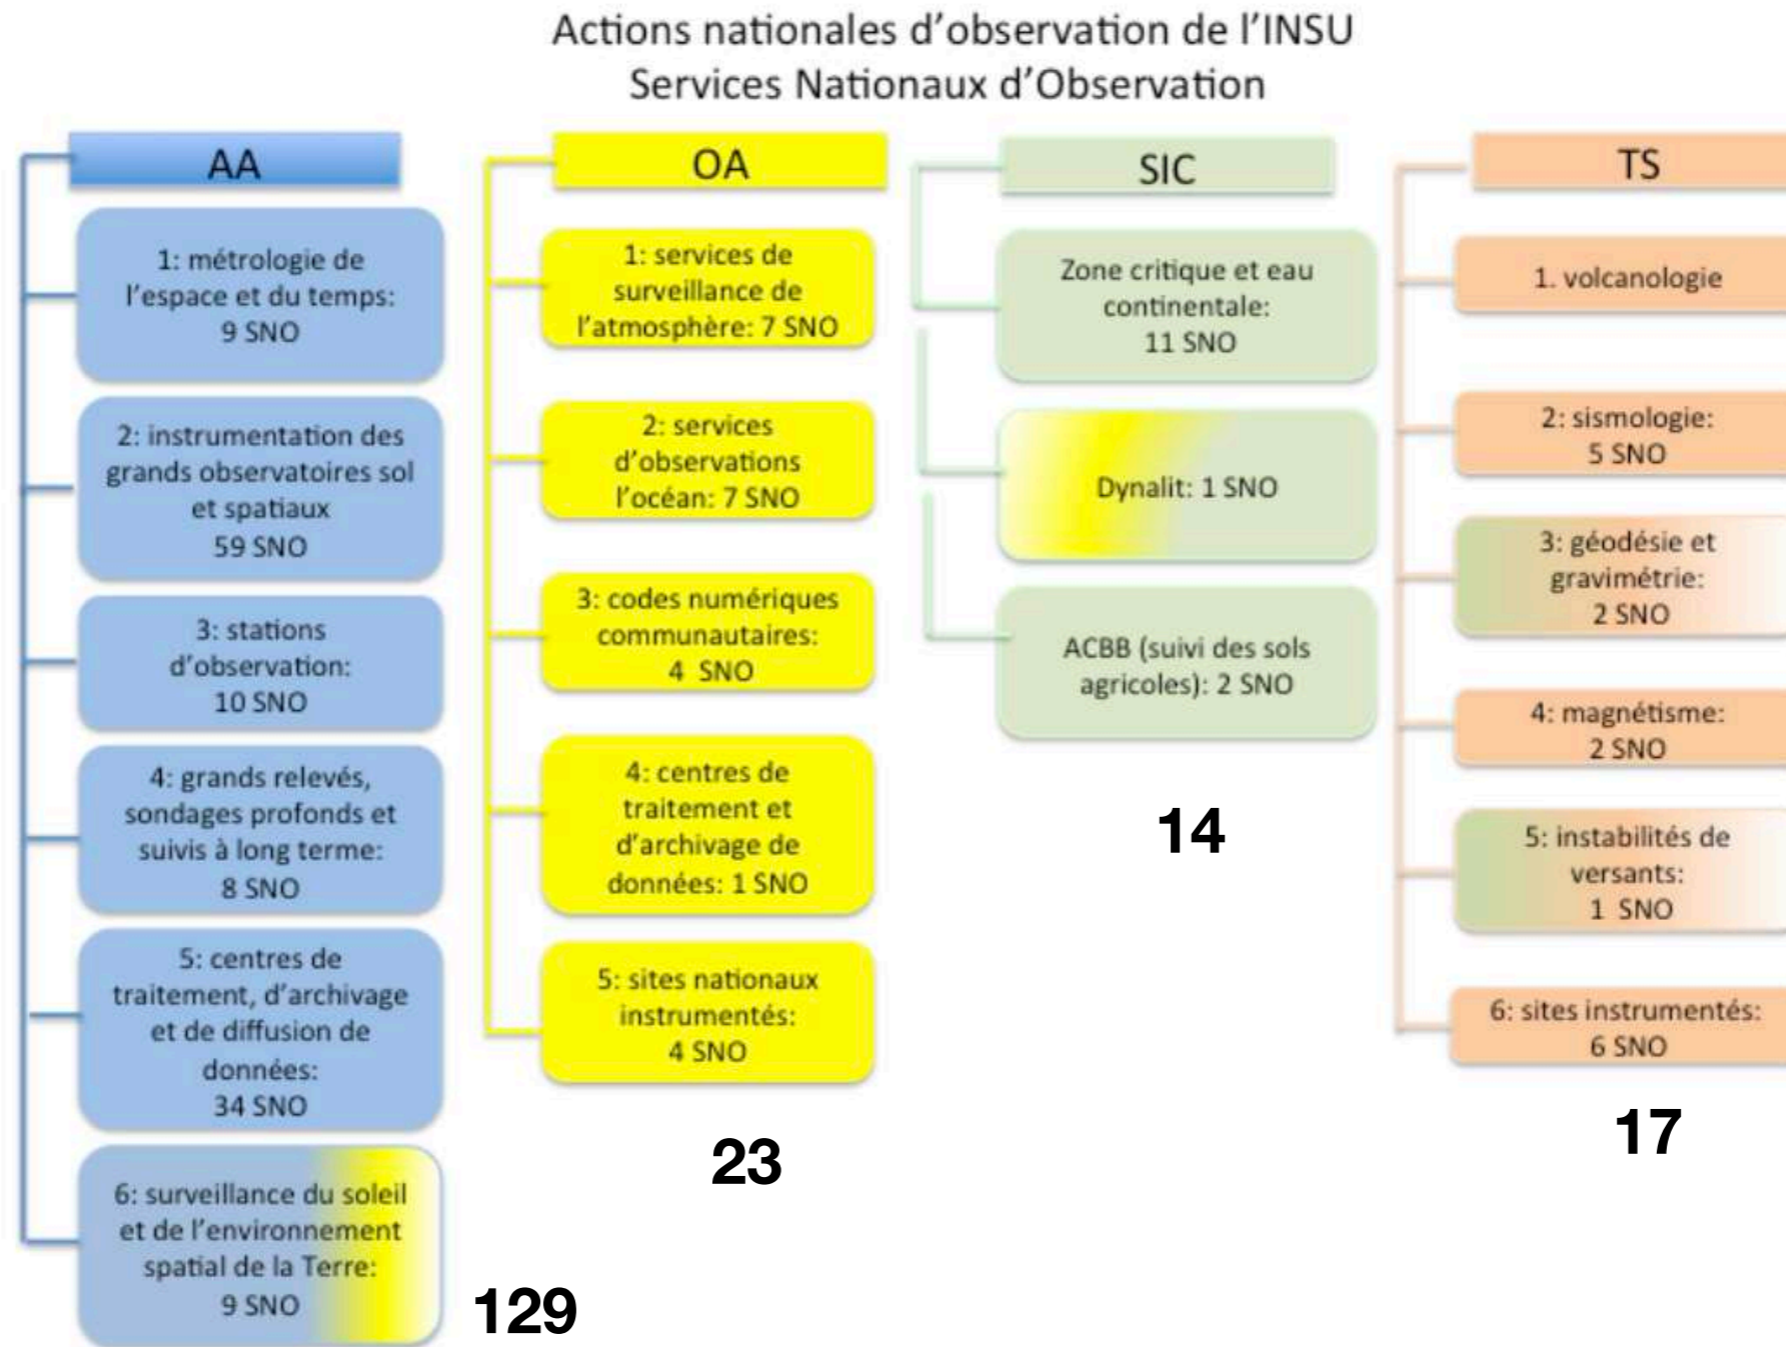 Actions nationales d'observation de l'INSU
Services Nationaux d'Observation
AA
1: métrologie de
l'espace et du temps:
9 SNO
2: instrumentation des
grands observatoires sol
et spatiaux
59 SNO
3: stations
d'observation:
10 SNO
4: grands relevés,
sondages profonds et
suivis à long terme:
8 SNO
5: centres de
traitement, d'archivage
et de diffusion de
données:
34 SNO
6: surveillance du soleil
et de l'environnement
spatial de la Terre:
9 SNO
129
OA
1: services de
surveillance de
l'atmosphère: 7 SNO
2: services
d'observations
l'océan: 7 SNO
3: codes numériques
communautaires:
4 SNO
4: centres de
traitement et
d'archivage de
données: 1 SNO
5: sites nationaux
instrumentés:
4 SNO
23
SIC
Zone critique et eau
continentale:
11 SNO
Dynalit: 1 SNO
ACBB (suivi des sols
agricoles): 2 SNO
14
TS
1. volcanologie
2: sismologie:
5 SNO
3: géodésie et
gravimétrie:
2 SNO
4: magnétisme:
2 SNO
5: instabilités de
versants:
1 SNO
6: sites instrumentés:
6 SNO
17